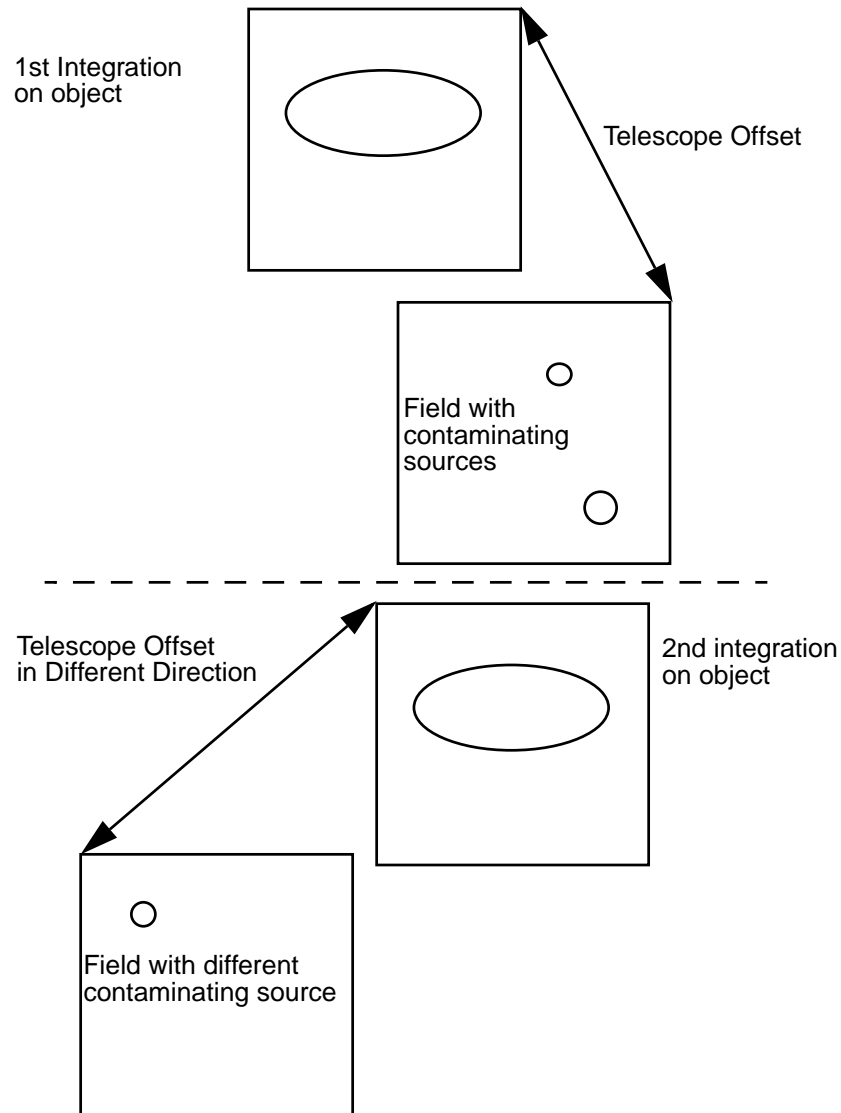 1st Integration
on object
Telescope Offset
Field with
contaminating
sources
Telescope Offset
in Different Direction
2nd integration
on object
Field with different
contaminating source